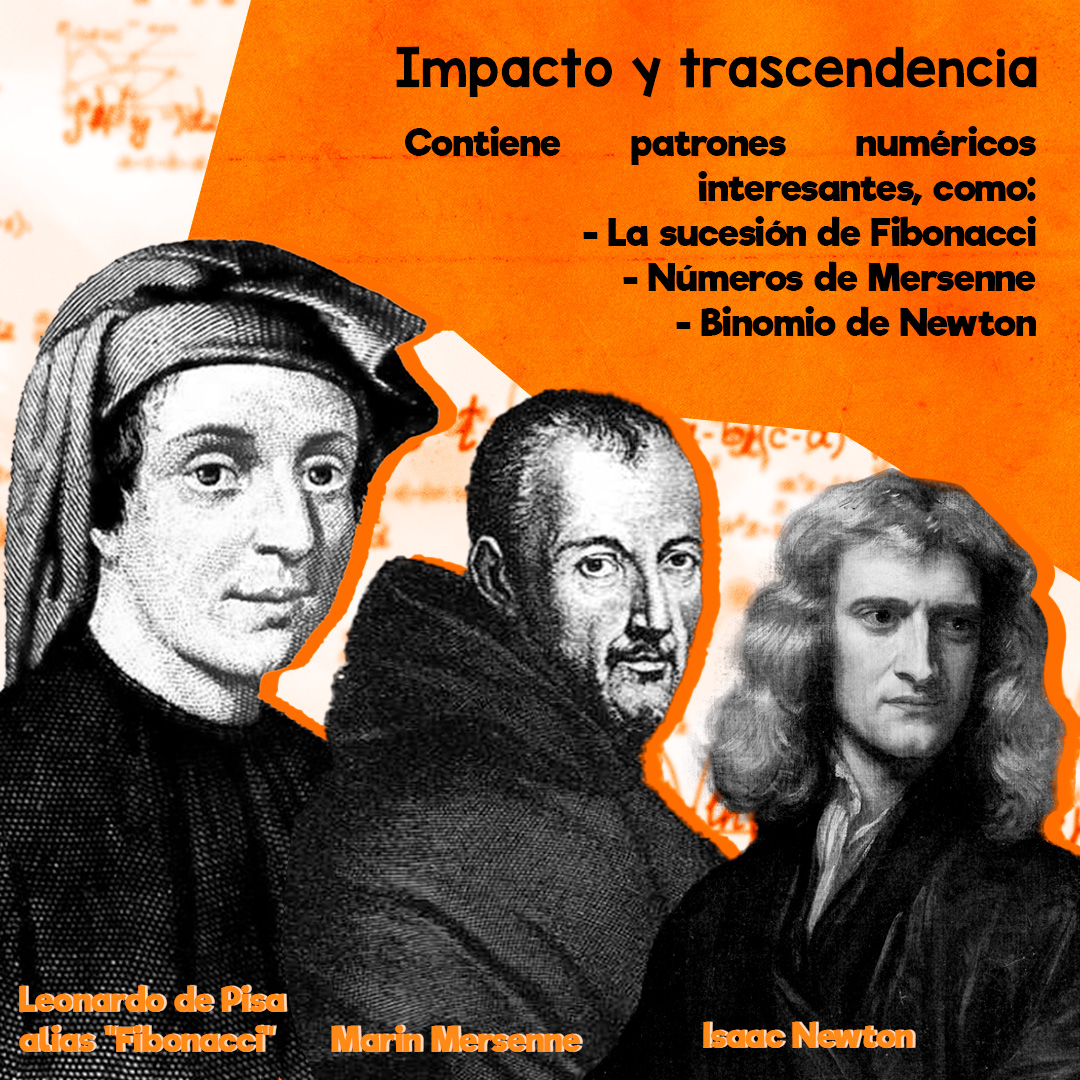 Impacto y trascendencia
Contiene patrones numéricos
interesantes, como:
- La sucesión de Fibonacci
- Números de Mersenne
- Binomio de Newton
Leonardo de Pisa
alias "Fibonacci"
Marin Mersenne
Isaac Newton